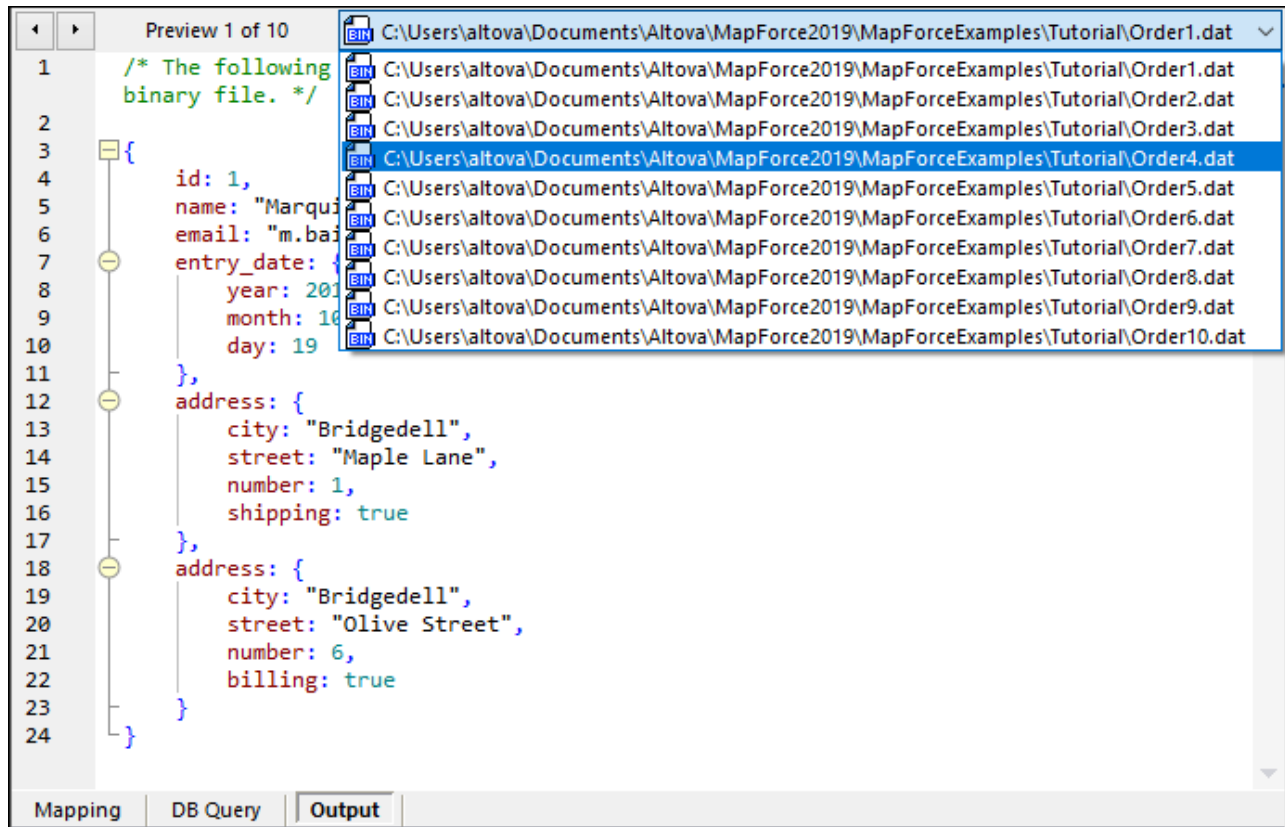 Preview 1 of 10
C:\Users\altova\Documents\Altova\MapForce2019\MapForceExamples\Tutorial\Order1.dat
C:\Users\altova\Documents\Altova\MapForce2019\MapForceExamples\Tutorial\Order1.dat
C:\Users\altova\Documents\Altova\MapForce2019\MapForceExamples\Tutorial\Order2.dat
C:\Users\altova\Documents\Altova\MapForce2019\MapForceExamples\Tutorial\Order3.dat
C:\Users\altova\Documents\Altova\MapForce2019\MapForceExamples\Tutorial\Order4.dat
C:\Users\altova\Documents\Altova\MapForce2019\MapForceExamples\Tutorial\Order5.dat
C:\Users\altova\Documents\Altova\MapForce2019\MapForceExamples\Tutorial\Order6.dat
C:\Users\altova\Documents\Altova\MapForce2019\MapForceExamples\Tutorial\Order7.dat
C:\Users\altova\Documents\Altova\MapForce2019\MapForceExamples\Tutorial\Order8.dat
C:\Users\altova\Documents\Altova\MapForce2019\MapForceExamples\Tutorial\Order9.dat
C:\Users\altova\Documents\Altova\MapForce2019\MapForceExamples\Tutorial\Order10.dat
1 /* The following
binary file. */
2
3 {
4 id: 1,
5 name: "Marqui
6 email: "m.bai
7 entry_date: {
8 year: 201
9 month: 10
10 day: 19
11 },
12 address: {
13 city: "Bridgedell",
14 street: "Maple Lane",
15 number: 1,
16 shipping: true
17 },
18 address: {
19 city: "Bridgedell",
20 street: "Olive Street",
21 number: 6,
22 billing: true
23 }
24 }
Mapping DB Query Output